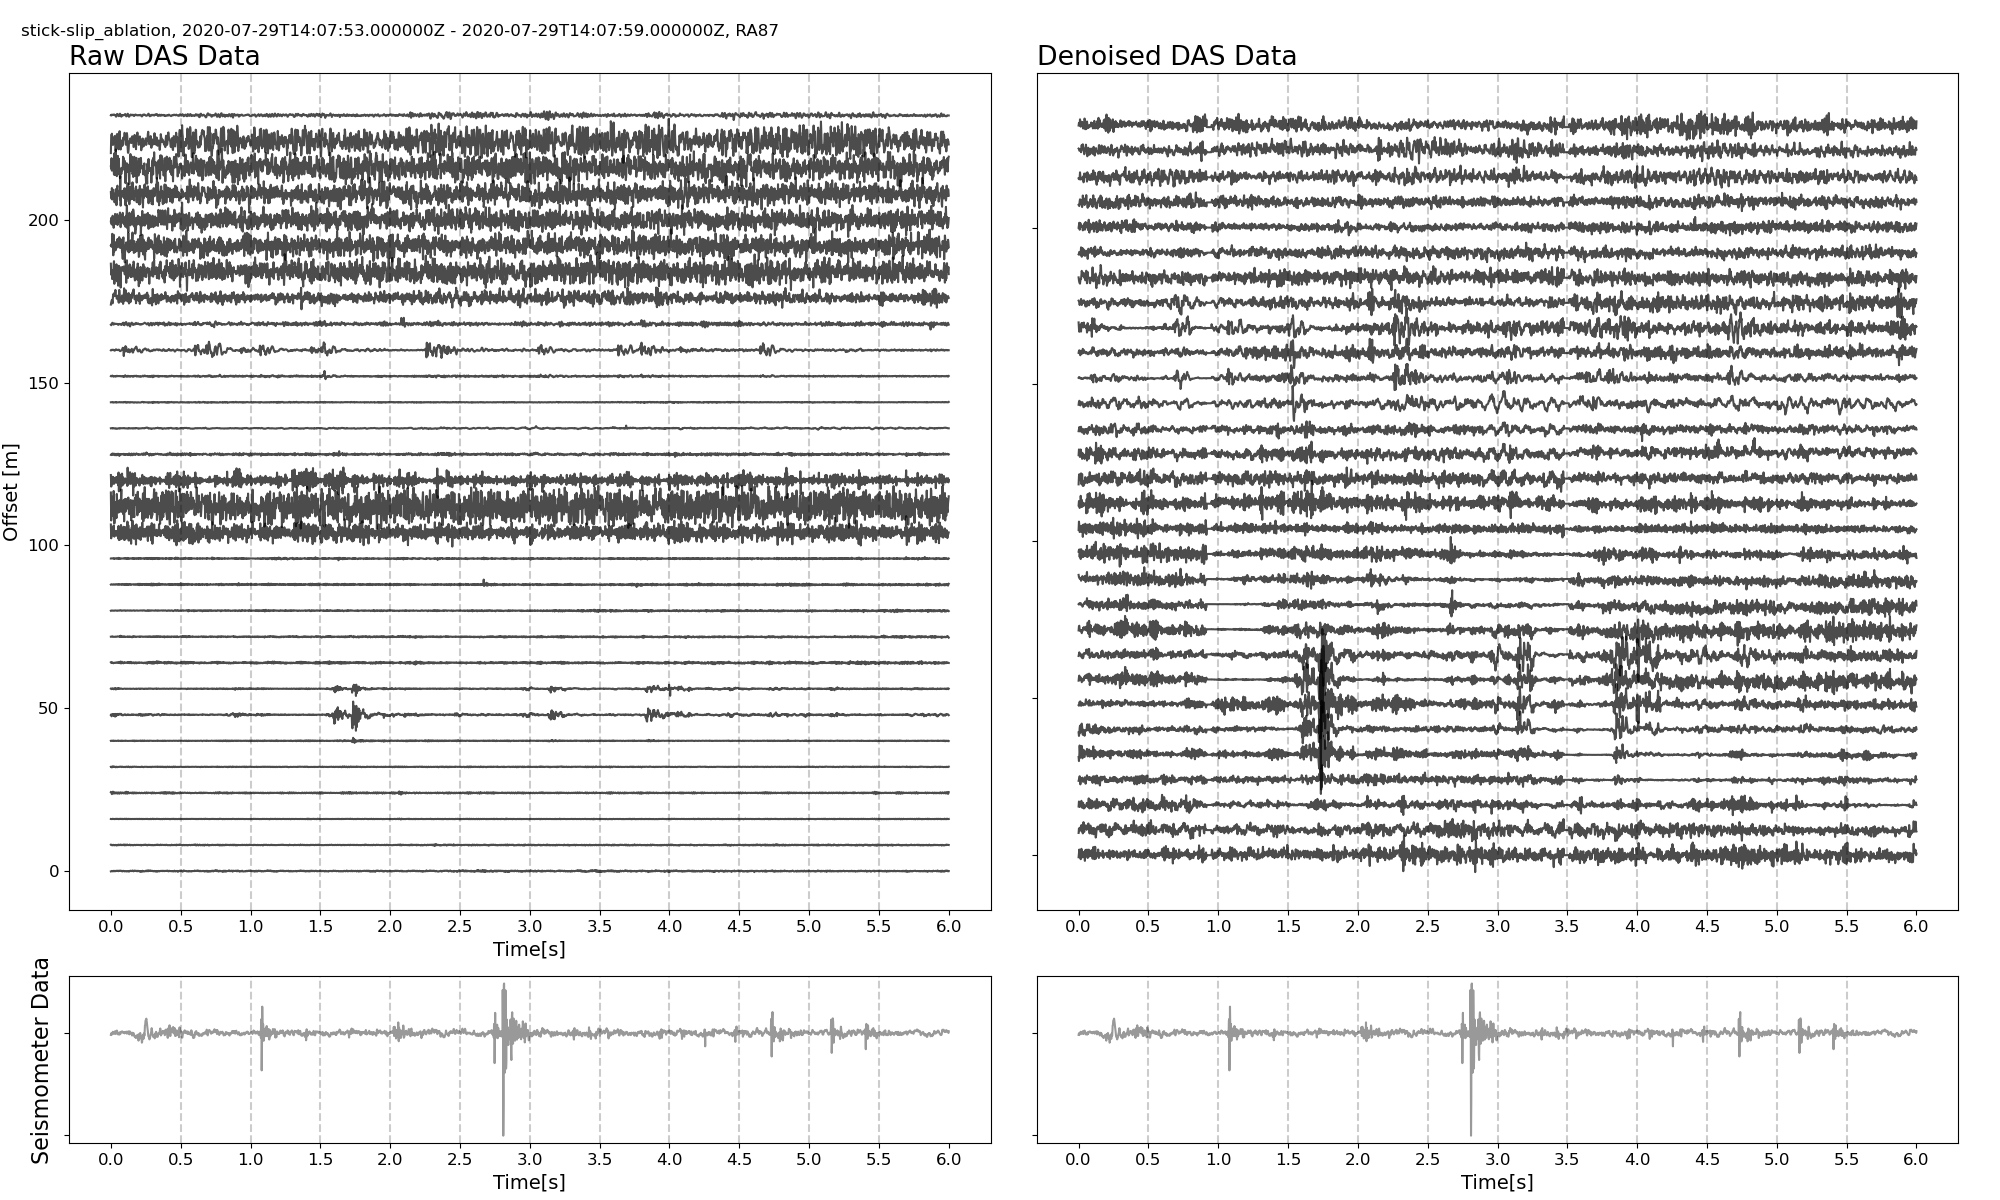 stick-slip_ablation, 2020-07-29T14:07:53.000000Z - 2020-07-29T14:07:59.000000Z, RA87
Raw DAS Data
Denoised DAS Data
Offset [m]
200
150
100
50
0
0.0 0.5 1.0 1.5 2.0 2.5 3.0 3.5 4.0 4.5 5.0 5.5 6.0
Time[s]
0.0 0.5 1.0 1.5 2.0 2.5 3.0 3.5 4.0 4.5 5.0 5.5 6.0
Seismometer Data
0.0 0.5 1.0 1.5 2.0 2.5 3.0 3.5 4.0 4.5 5.0 5.5 6.0
Time[s]
0.0 0.5 1.0 1.5 2.0 2.5 3.0 3.5 4.0 4.5 5.0 5.5 6.0
Time[s]